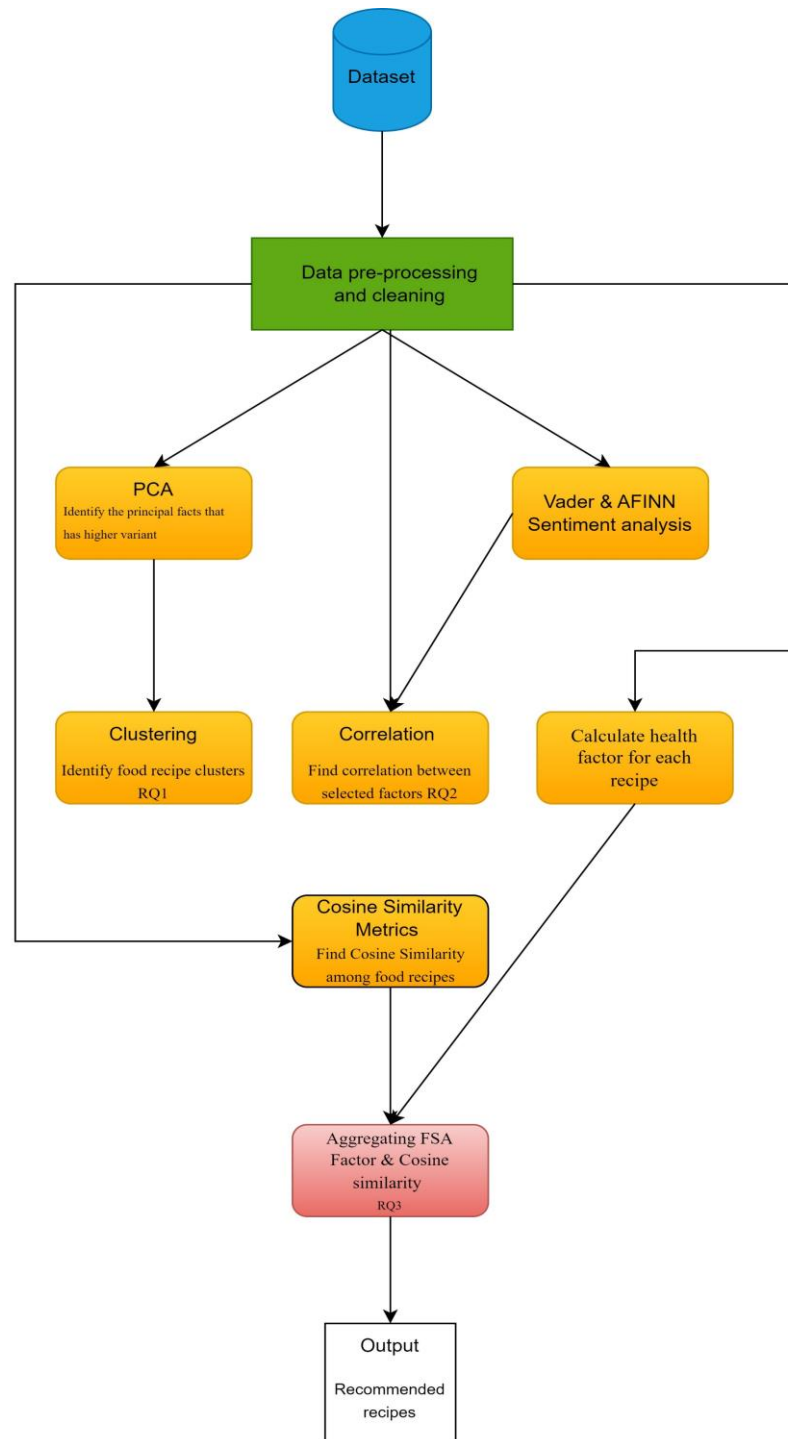 Dataset
Data pre-processing
and cleaning
PCA
Identify the principal facts that
has higher variant
Vader & AFINN
Sentiment analysis
Clustering
Identify food recipe clusters
RQ1
Correlation
Find correlation between
selected factors RQ2
Calculate health
factor for each
recipe
Cosine Similarity
Metrics
Find Cosine Similarity
among food recipes
Aggregating FSA
Factor & Cosine
similarity
RQ3
Output
Recommended
recipes